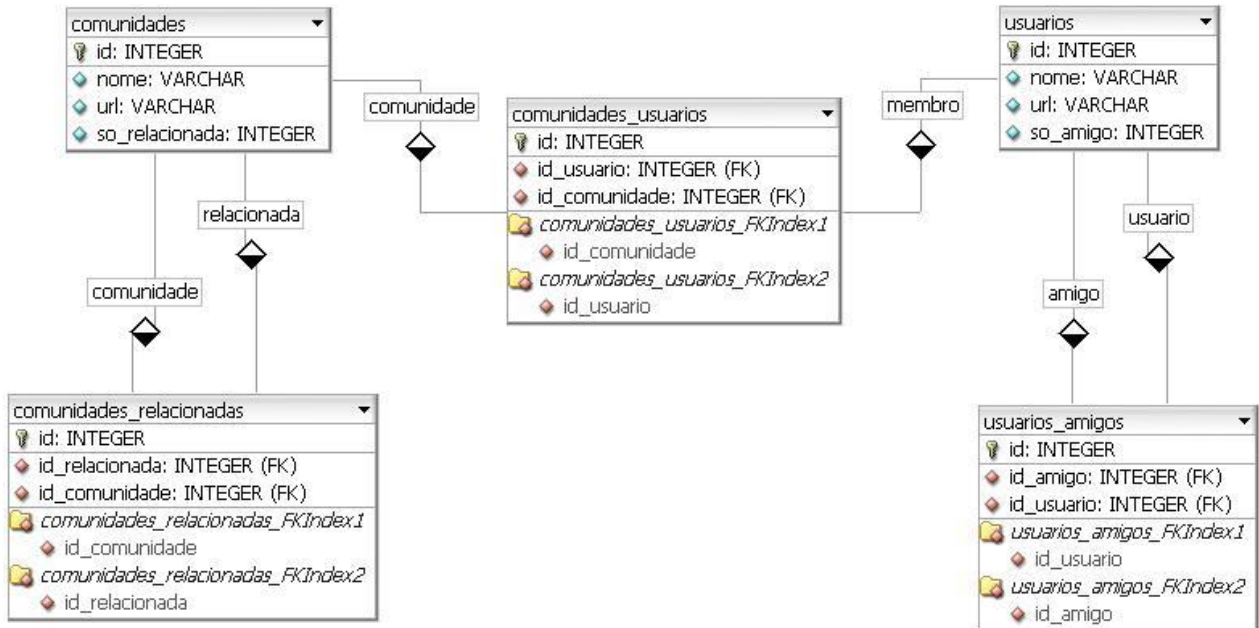 comunidades
id: INTEGER
nome: VARCHAR
url: VARCHAR
so_relacionada: INTEGER
comunidade
comunidades_usuarios
id: INTEGER
id_usuario: INTEGER (FK)
id_comunidade: INTEGER (FK)
comunidades_usuarios_FKIndex1
id_comunidade
comunidades_usuarios_FKIndex2
id_usuario
membro
usuarios
id: INTEGER
nome: VARCHAR
url: VARCHAR
so_amigo: INTEGER
relacionada
comunidade
usuario
amigo
comunidades_relacionadas
id: INTEGER
id_relacionada: INTEGER (FK)
id_comunidade: INTEGER (FK)
comunidades_relacionadas_FKIndex1
id_comunidade
comunidades_relacionadas_FKIndex2
id_relacionada
usuarios_amigos
id: INTEGER
id_amigo: INTEGER (FK)
id_usuario: INTEGER (FK)
usuarios_amigos_FKIndex1
id_usuario
usuarios_amigos_FKIndex2
id_amigo